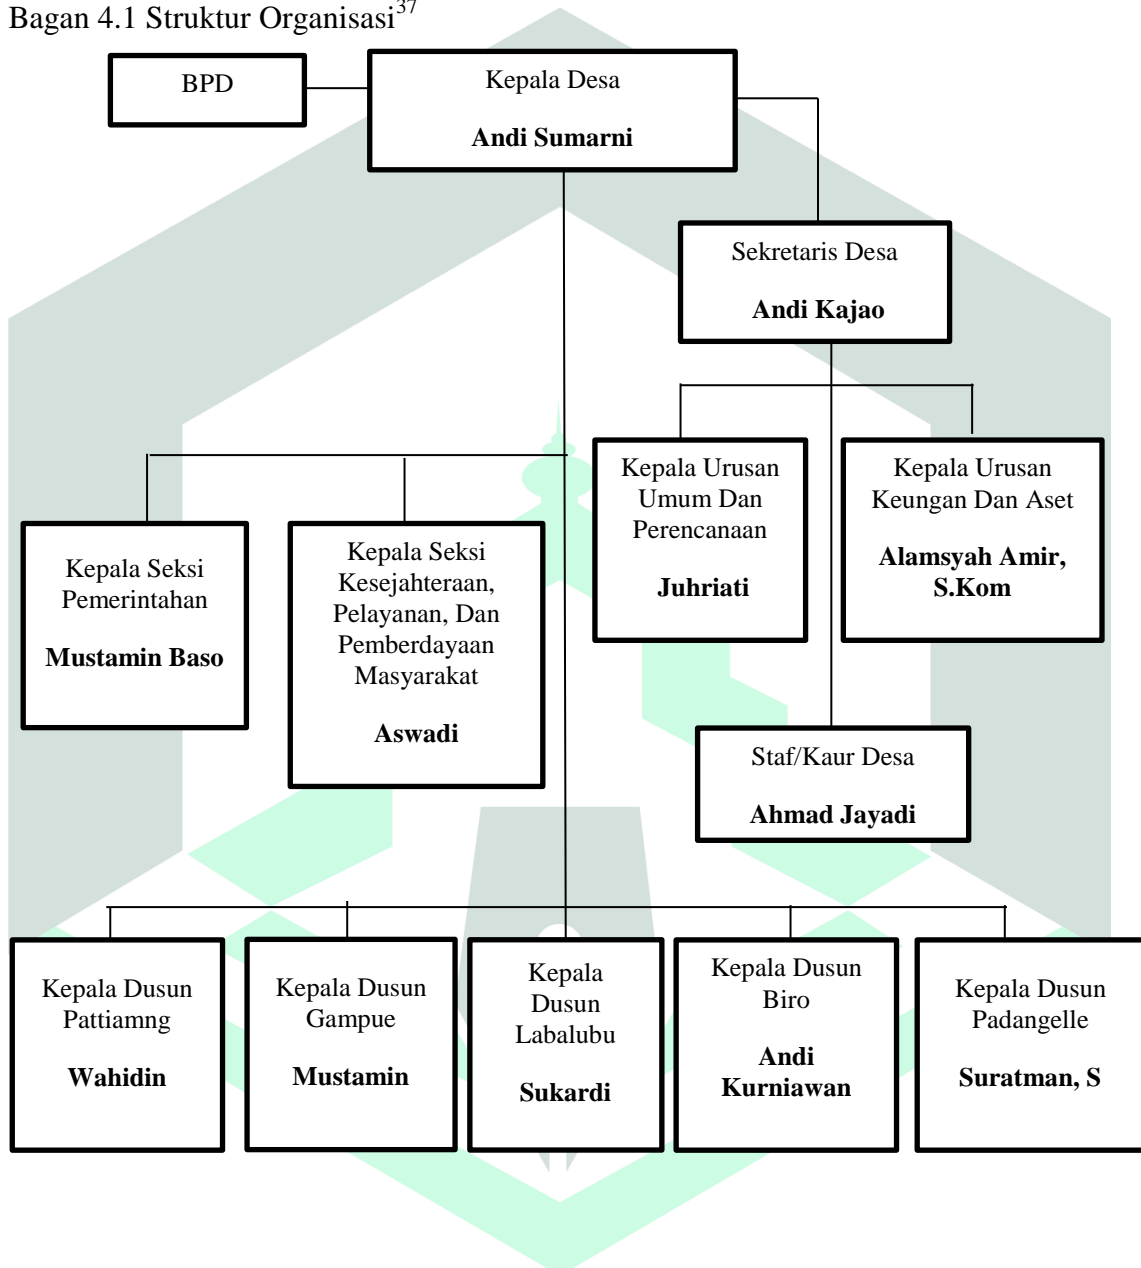 Bagan 4.1 Struktur Organisasi37
BPD
Kepala Desa
Andi Sumarni
Sekretaris Desa
Andi Kajao
Kepala Urusan
Umum Dan
Perencanaan
Juhriati
Kepala Urusan
Keungan Dan Aset
Alamsyah Amir,
S.Kom
Kepala Seksi
Pemerintahan
Mustamin Baso
Kepala Seksi
Kesejahteraan,
Pelayanan, Dan
Pemberdayaan
Masyarakat
Aswadi
Staf/Kaur Desa
Ahmad Jayadi
Kepala Dusun
Pattiamng
Wahidin
Kepala Dusun
Gampue
Mustamin
Kepala
Dusun
Labalubu
Sukardi
Kepala Dusun
Biro
Andi
Kurniawan
Kepala Dusun
Padangelle
Suratman, S